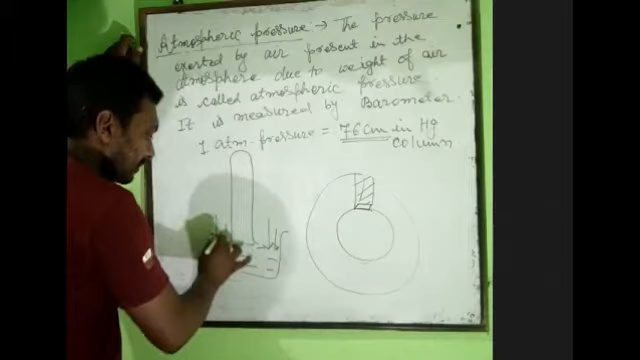 Atmospheric pressure :→ The pressure
exerted by air present in the
atmosphere due to weight of air
is called atmospheric pressure.
It is measured by Barometer.
1 atm. pressure = 76 cm in Hg
column